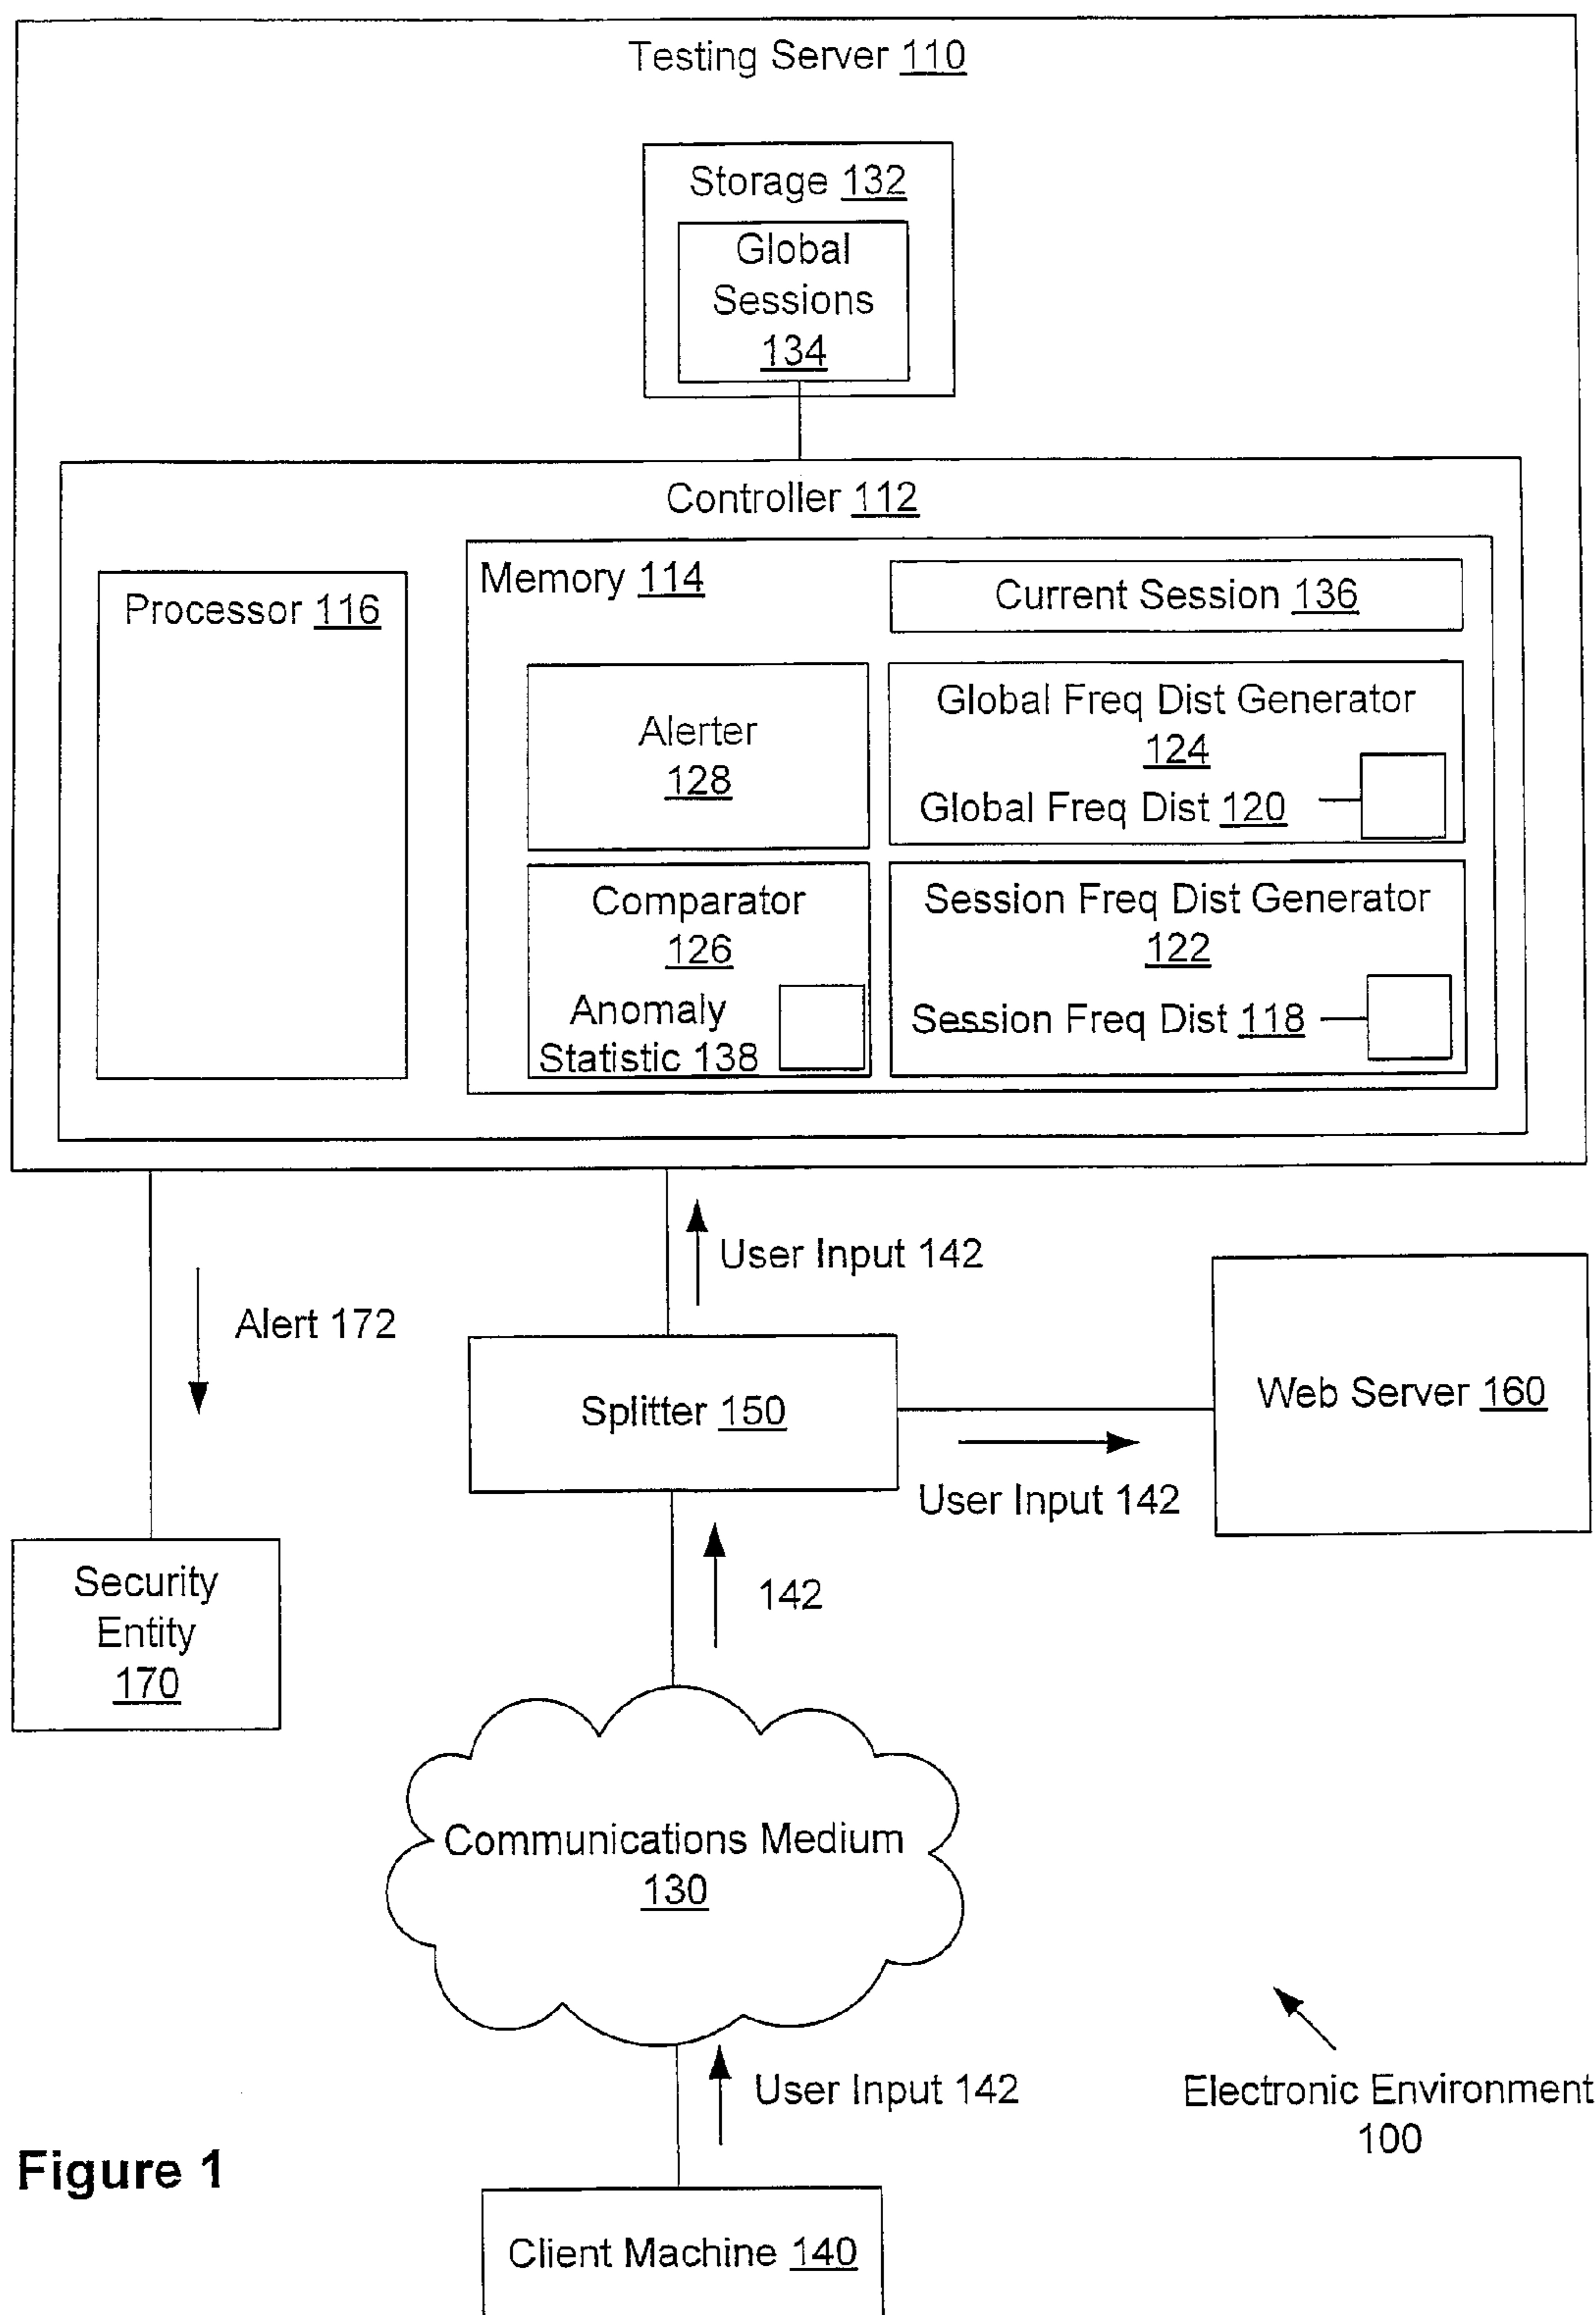 Testing Server 110
Storage 132
Global
Sessions
134
Controller 112
Processor 116
Memory 114
Current Session 136
Alerter
128
Global Freq Dist Generator
124
Global Freq Dist 120
Comparator
126
Anomaly
Statistic 138
Session Freq Dist Generator
122
Session Freq Dist 118
User Input 142
Alert 172
Splitter 150
Web Server 160
User Input 142
Security
Entity
170
142
Communications Medium
130
User Input 142
Electronic Environment
100
Figure 1
Client Machine 140